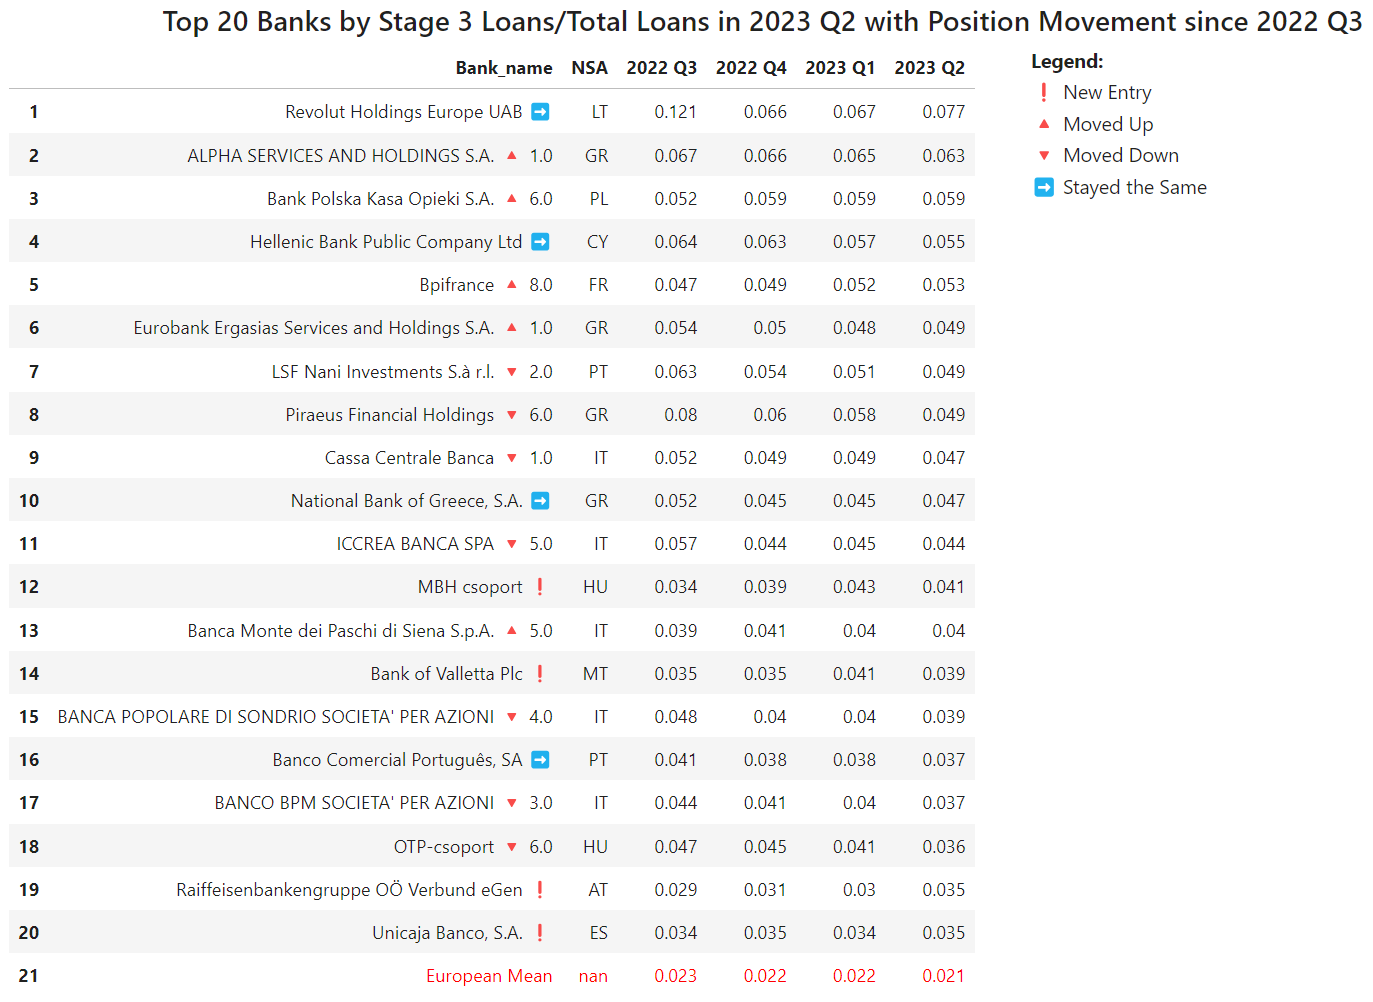 Top 20 Banks by Stage 3 Loans/Total Loans in 2023 Q2 with Position Movement since 2022 Q3
Bank_name NSA 2022 Q3 2022 Q4 2023 Q1 2023 Q2
1 Revolut Holdings Europe UAB ➡️ LT 0.121 0.066 0.067 0.077
2 ALPHA SERVICES AND HOLDINGS S.A. 🔺 1.0 GR 0.067 0.066 0.065 0.063
3 Bank Polska Kasa Opieki S.A. 🔺 6.0 PL 0.052 0.059 0.059 0.059
4 Hellenic Bank Public Company Ltd ➡️ CY 0.064 0.063 0.057 0.055
5 Bpifrance 🔺 8.0 FR 0.047 0.049 0.052 0.053
6 Eurobank Ergasias Services and Holdings S.A. 🔺 1.0 GR 0.054 0.05 0.048 0.049
7 LSF Nani Investments S.à r.l. 🔻 2.0 PT 0.063 0.054 0.051 0.049
8 Piraeus Financial Holdings 🔻 6.0 GR 0.08 0.06 0.058 0.049
9 Cassa Centrale Banca 🔻 1.0 IT 0.052 0.049 0.049 0.047
10 National Bank of Greece, S.A. ➡️ GR 0.052 0.045 0.045 0.047
11 ICCREA BANCA SPA 🔻 5.0 IT 0.057 0.044 0.045 0.044
12 MBH csoport ❗ HU 0.034 0.039 0.043 0.041
13 Banca Monte dei Paschi di Siena S.p.A. 🔺 5.0 IT 0.039 0.041 0.04 0.04
14 Bank of Valletta Plc ❗ MT 0.035 0.035 0.041 0.039
15 BANCA POPOLARE DI SONDRIO SOCIETA' PER AZIONI 🔻 4.0 IT 0.048 0.04 0.04 0.039
16 Banco Comercial Português, SA ➡️ PT 0.041 0.038 0.038 0.037
17 BANCO BPM SOCIETA' PER AZIONI 🔻 3.0 IT 0.044 0.041 0.04 0.037
18 OTP-csoport 🔻 6.0 HU 0.047 0.045 0.041 0.036
19 Raiffeisenbankengruppe OÖ Verbund eGen ❗ AT 0.029 0.031 0.03 0.035
20 Unicaja Banco, S.A. ❗ ES 0.034 0.035 0.034 0.035
21 European Mean nan 0.023 0.022 0.022 0.021
Legend:
❗ New Entry
🔺 Moved Up
🔻 Moved Down
➡️ Stayed the Same